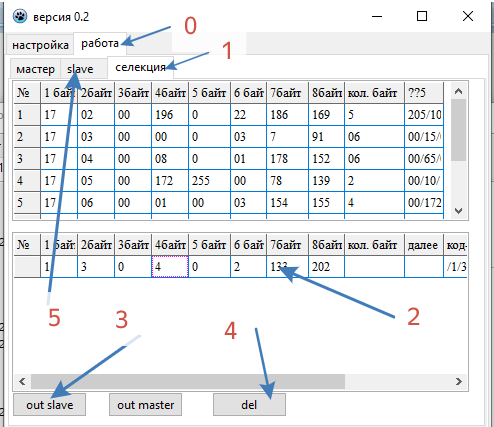 версия 0.2
настройка работа 0
мастер slave селекция 1
№ 1 байт 2байт 3байт 4байт 5 байт 6 байт 7байт 8байт кол. байт ??5
1 17 02 00 196 0 22 186 169 5 205/10
2 17 03 00 00 0 03 7 91 06 00/15/
3 17 04 00 08 0 01 178 152 06 00/65/
4 17 05 00 172 255 00 78 139 2 00/10/
5 17 06 00 01 00 03 154 155 4 00/172
№ 1 байт 2байт 3байт 4байт 5 байт 6 байт 7байт 8байт кол. байт далее код-
1 3 0 4 0 2 133 202 /1/3
5 3 4 2
out slave out master del